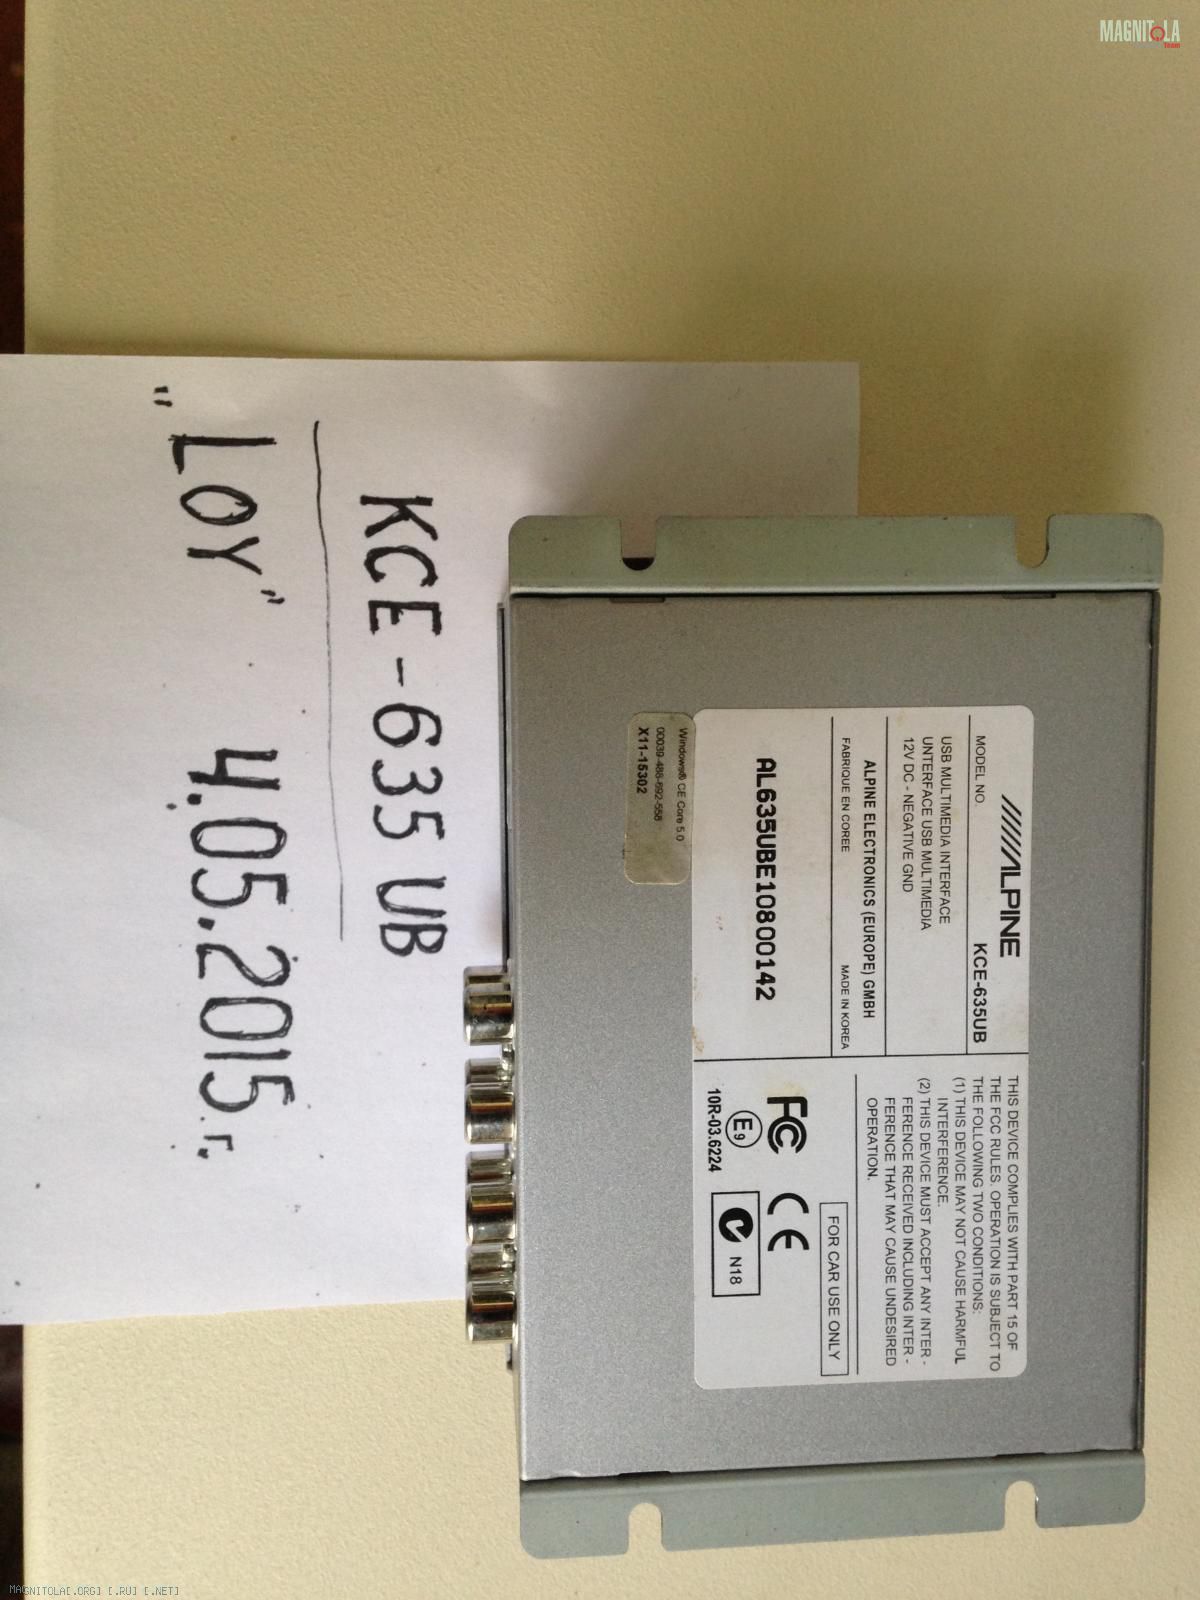 MAGNITOLA
Team
KCE-635 UB
"LOY" 4.05.2015 г.
ALPINE
MODEL NO. KCE-635UB
USB MULTIMEDIA INTERFACE
UNTERFACE USB MULTIMEDIA
12V DC - NEGATIVE GND
ALPINE ELECTRONICS (EUROPE) GMBH
FABRIQUE EN COREE MADE IN KOREA
AL635UBE10800142
Windows® CE Core 5.0
00039-486-692-558
X11-15302
THIS DEVICE COMPLIES WITH PART 15 OF
THE FCC RULES. OPERATION IS SUBJECT TO
THE FOLLOWING TWO CONDITIONS:
(1) THIS DEVICE MAY NOT CAUSE HARMFUL
INTERFERENCE.
(2) THIS DEVICE MUST ACCEPT ANY INTER -
FERENCE RECEIVED INCLUDING INTER -
FERENCE THAT MAY CAUSE UNDESIRED
OPERATION.
FOR CAR USE ONLY
FC CE
E9 N18
10R-03.6224
MAGNITOLA[.ORG] [.RU] [.NET]